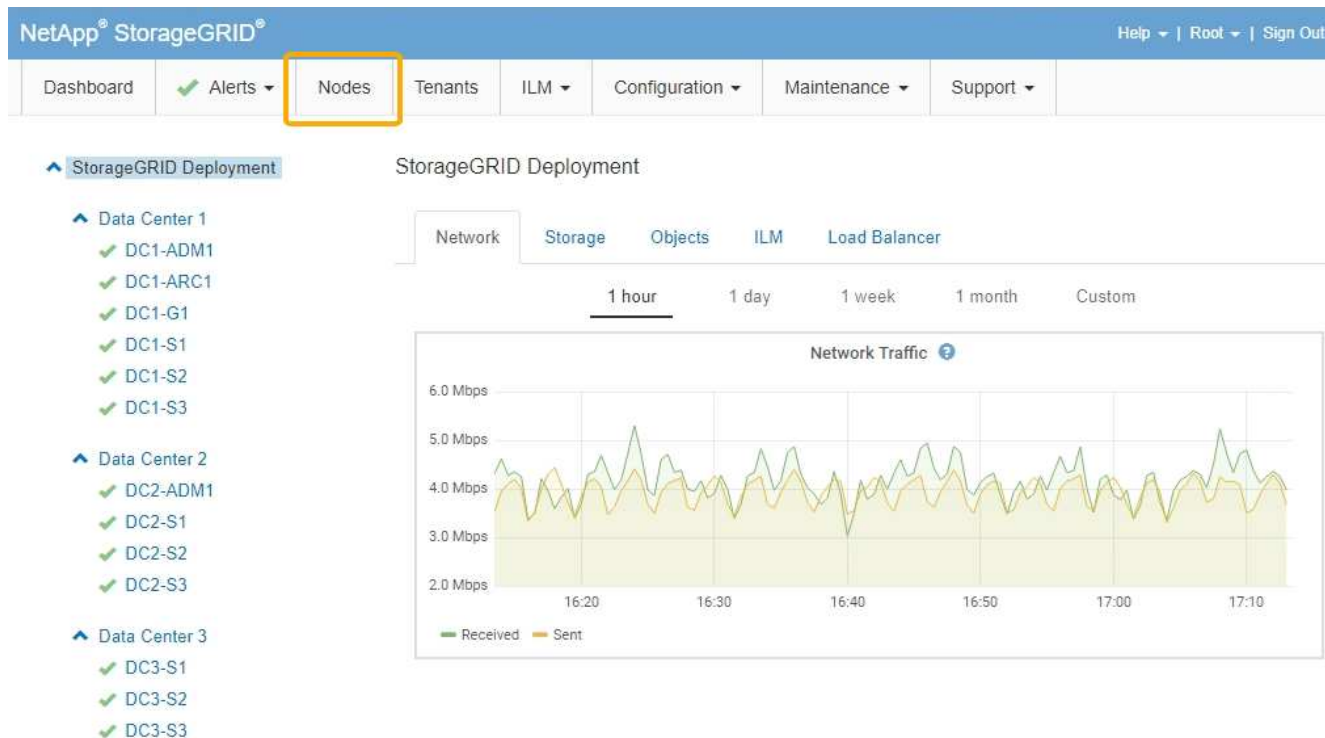 NetApp® StorageGRID®
Help | Root | Sign Out
Dashboard Alerts Nodes Tenants ILM Configuration Maintenance Support
StorageGRID Deployment
Data Center 1
DC1-ADM1
DC1-ARC1
DC1-G1
DC1-S1
DC1-S2
DC1-S3
Data Center 2
DC2-ADM1
DC2-S1
DC2-S2
DC2-S3
Data Center 3
DC3-S1
DC3-S2
DC3-S3
StorageGRID Deployment
Network Storage Objects ILM Load Balancer
1 hour 1 day 1 week 1 month Custom
Network Traffic ?
6.0 Mbps
5.0 Mbps
4.0 Mbps
3.0 Mbps
2.0 Mbps
16:20 16:30 16:40 16:50 17:00 17:10
Received Sent